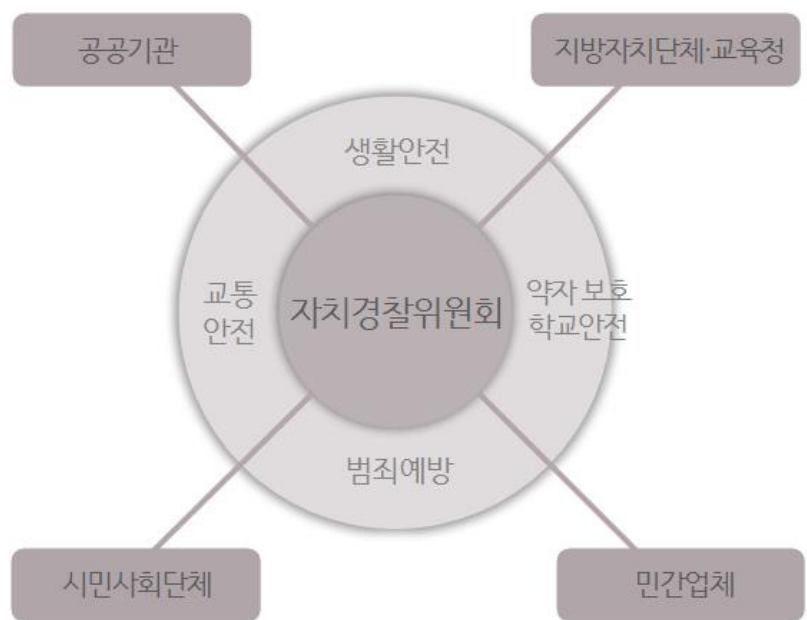 공공기관
지방자치단체·교육청
생활안전
교통
안전
자치경찰위원회
약자 보호
학교안전
범죄예방
시민사회단체
민간업체